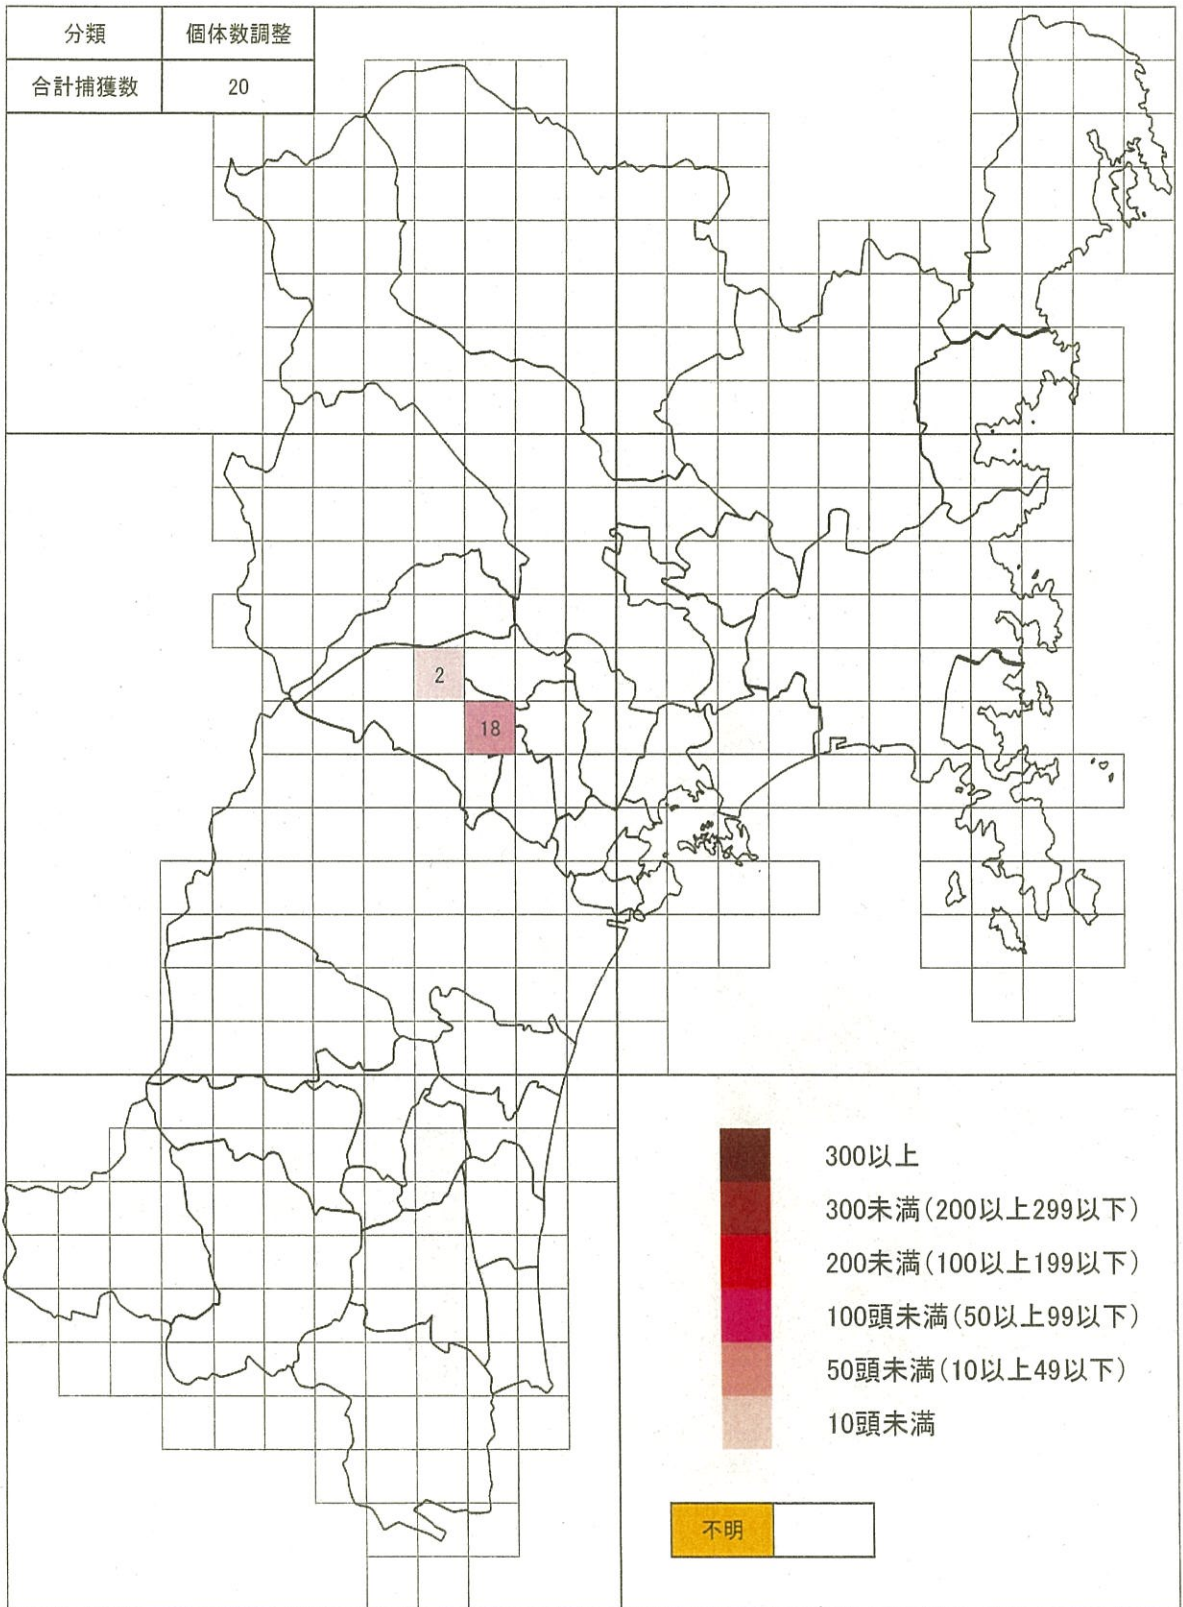 分類 個体数調整
合計捕獲数 20
2
18
300以上
300未満(200以上299以下)
200未満(100以上199以下)
100頭未満(50以上99以下)
50頭未満(10以上49以下)
10頭未満
不明